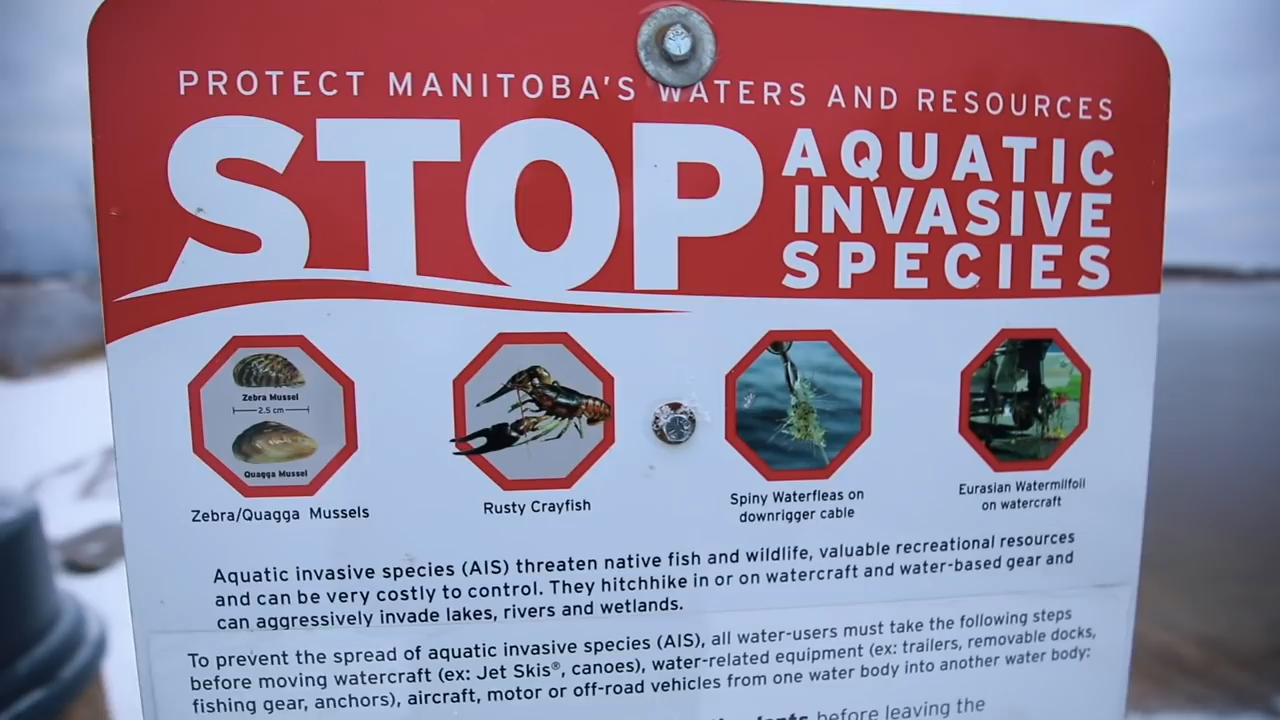 PROTECT MANITOBA'S WATERS AND RESOURCES
STOP
AQUATIC
INVASIVE
SPECIES
Zebra Mussel
2.5 cm
Quagga Mussel
Zebra/Quagga Mussels
Rusty Crayfish
Spiny Waterfleas on
downrigger cable
Eurasian Watermilfoil
on watercraft
Aquatic invasive species (AIS) threaten native fish and wildlife, valuable recreational resources
and can be very costly to control. They hitchhike in or on watercraft and water-based gear and
can aggressively invade lakes, rivers and wetlands.
To prevent the spread of aquatic invasive species (AIS), all water-users must take the following steps
before moving watercraft (ex: Jet Skis®, canoes), water-related equipment (ex: trailers, removable docks,
fishing gear, anchors), aircraft, motor or off-road vehicles from one water body into another water body:
before leaving the